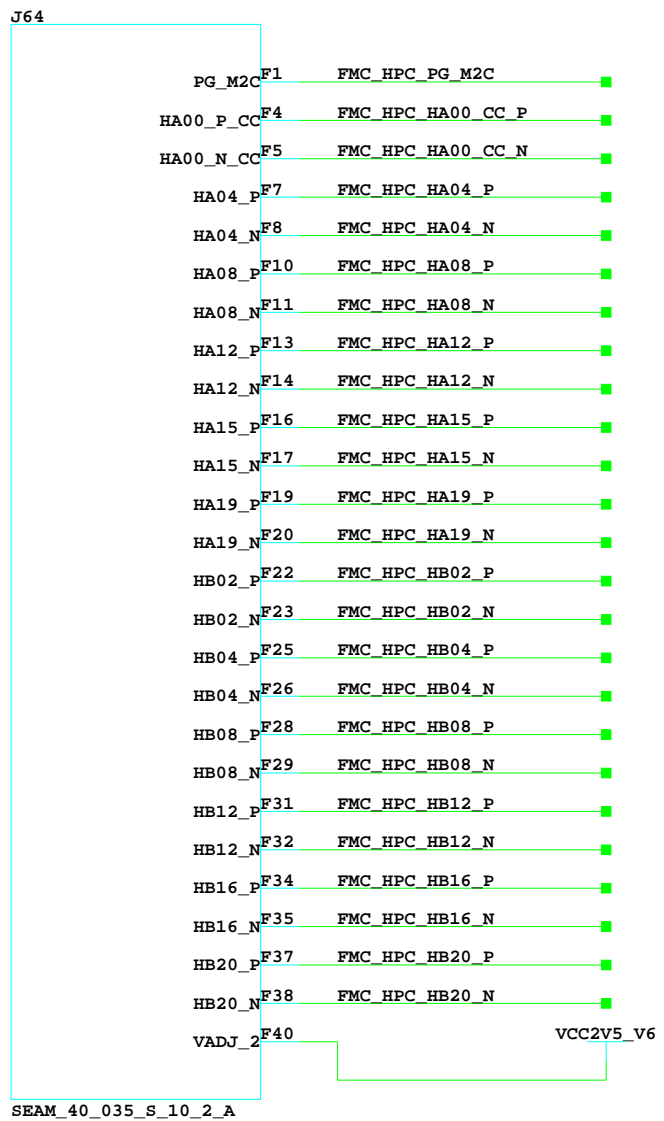 J64
PG_M2C F1 FMC_HPC_PG_M2C
HA00_P_CC F4 FMC_HPC_HA00_CC_P
HA00_N_CC F5 FMC_HPC_HA00_CC_N
HA04_P F7 FMC_HPC_HA04_P
HA04_N F8 FMC_HPC_HA04_N
HA08_P F10 FMC_HPC_HA08_P
HA08_N F11 FMC_HPC_HA08_N
HA12_P F13 FMC_HPC_HA12_P
HA12_N F14 FMC_HPC_HA12_N
HA15_P F16 FMC_HPC_HA15_P
HA15_N F17 FMC_HPC_HA15_N
HA19_P F19 FMC_HPC_HA19_P
HA19_N F20 FMC_HPC_HA19_N
HB02_P F22 FMC_HPC_HB02_P
HB02_N F23 FMC_HPC_HB02_N
HB04_P F25 FMC_HPC_HB04_P
HB04_N F26 FMC_HPC_HB04_N
HB08_P F28 FMC_HPC_HB08_P
HB08_N F29 FMC_HPC_HB08_N
HB12_P F31 FMC_HPC_HB12_P
HB12_N F32 FMC_HPC_HB12_N
HB16_P F34 FMC_HPC_HB16_P
HB16_N F35 FMC_HPC_HB16_N
HB20_P F37 FMC_HPC_HB20_P
HB20_N F38 FMC_HPC_HB20_N
VADJ_2 F40 VCC2V5_V6
SEAM_40_035_S_10_2_A